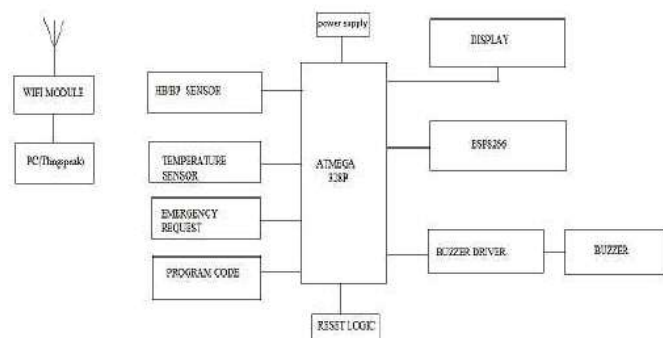 power supply
DISPLAY
WIFI MODULE
HB/BP SENSOR
PC(Thingspeak)
TEMPERATURE
SENSOR
ATMEGA
328P
ESP8266
EMERGENCY
REQUEST
BUZZER DRIVER
BUZZER
PROGRAM CODE
RESET LOGIC